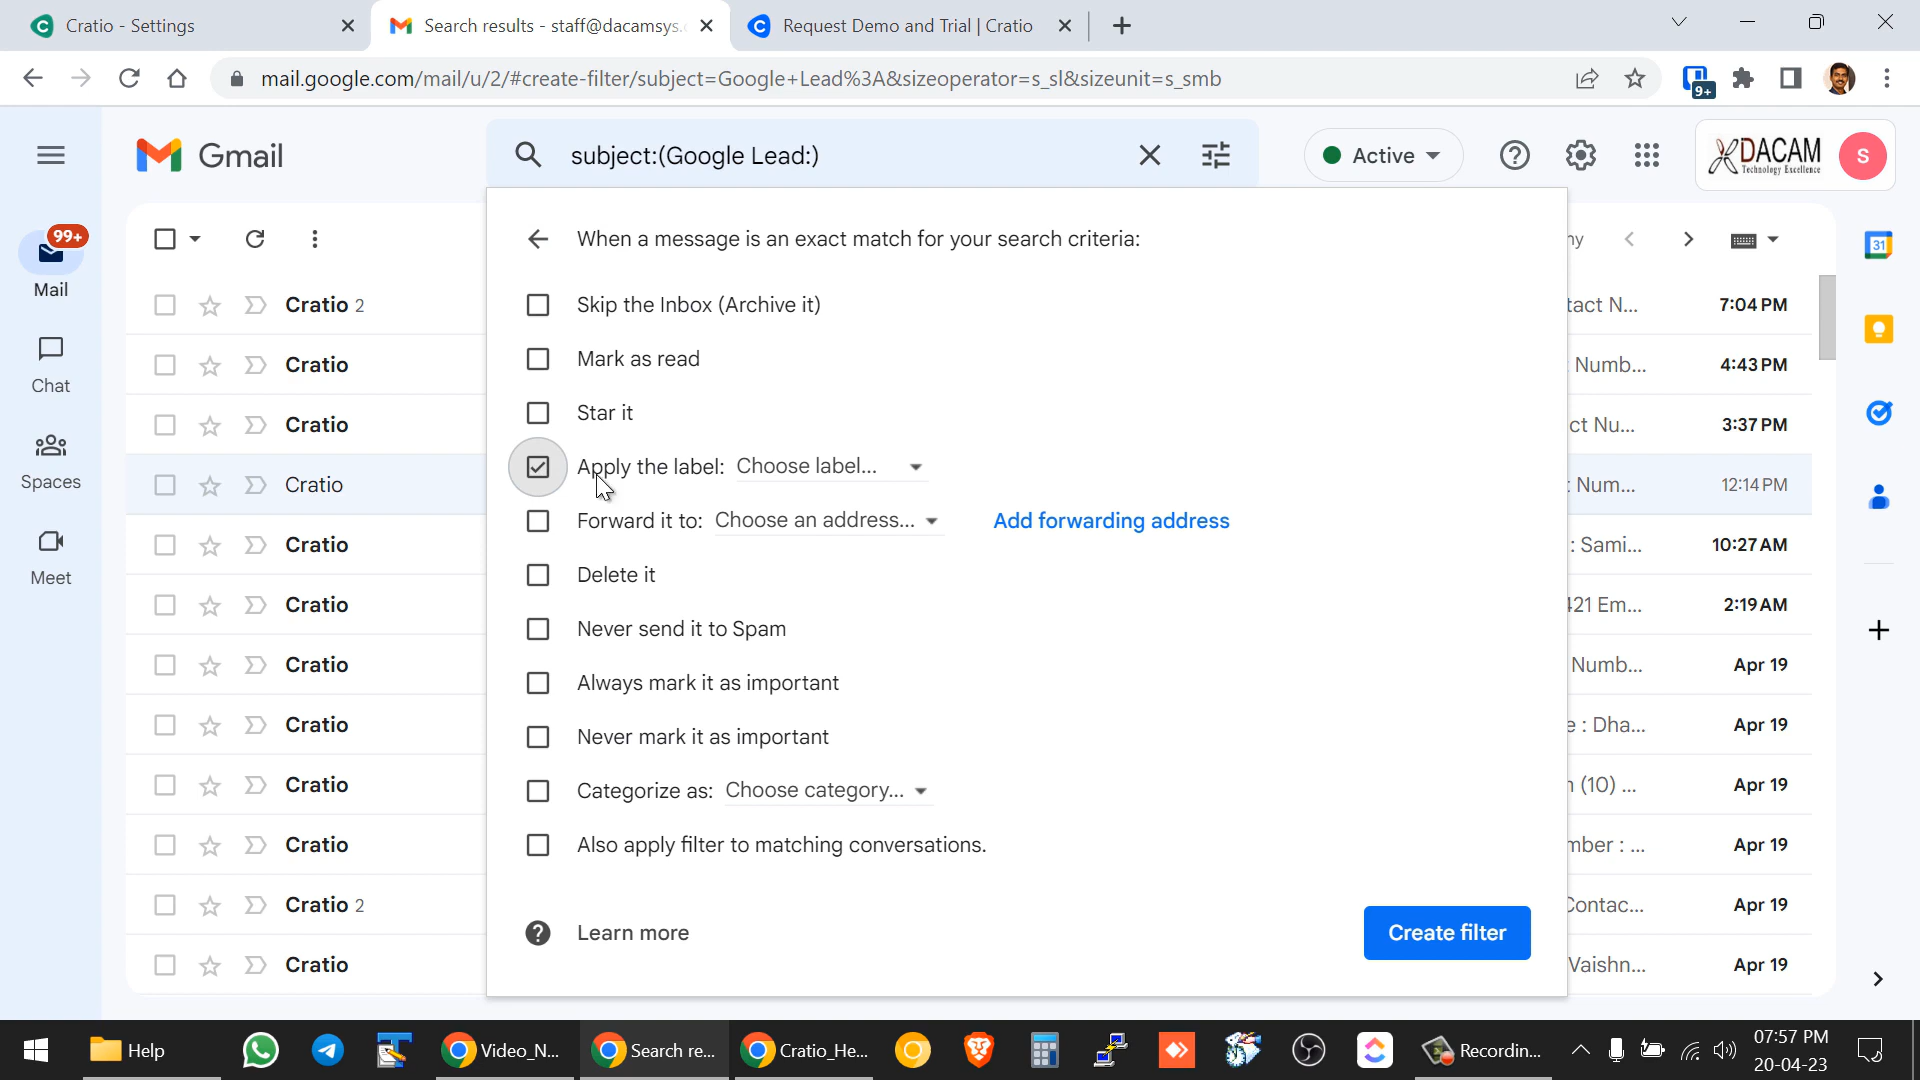 Cratio - Settings
Search results - staff@dacamsys.c
Request Demo and Trial | Cratio
mail.google.com/mail/u/2/#create-filter/subject=Google+Lead%3A&sizeoperator=s_sl&sizeunit=s_smb
9+
Gmail
subject:(Google Lead:)
Active
DACAM
Technology Excellence
S
99+
Mail
Chat
Spaces
Meet
When a message is an exact match for your search criteria:
Skip the Inbox (Archive it)
Mark as read
Star it
Apply the label: Choose label...
Forward it to: Choose an address... Add forwarding address
Delete it
Never send it to Spam
Always mark it as important
Never mark it as important
Categorize as: Choose category...
Also apply filter to matching conversations.
Learn more
Create filter
31
Cratio 2 tact N... 7:04 PM
Cratio Numb... 4:43 PM
Cratio ct Nu... 3:37 PM
Cratio : Num... 12:14 PM
Cratio : Sami... 10:27 AM
Cratio 421 Em... 2:19 AM
Cratio Numb... Apr 19
Cratio e : Dha... Apr 19
Cratio n (10) ... Apr 19
Cratio mber : ... Apr 19
Cratio 2 Contac... Apr 19
Cratio Vaishn... Apr 19
Help
Video_N...
Search re...
Cratio_He...
Recordin...
07:57 PM
20-04-23